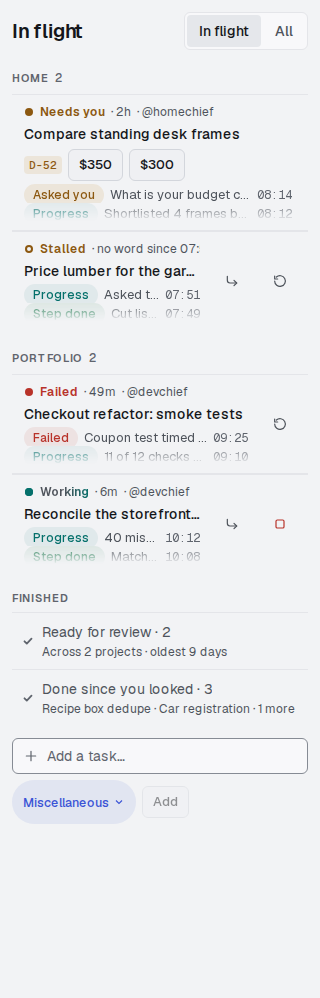 In flight
In flight All
HOME 2
Needs you · 2h · @homechief
Compare standing desk frames
D-52 $350 $300
Asked you What is your budget c… 08:14
Progress Shortlisted 4 frames b… 08:12
Stalled · no word since 07:
Price lumber for the gar…
Progress Asked t… 07:51
Step done Cut lis… 07:49
PORTFOLIO 2
Failed · 49m · @devchief
Checkout refactor: smoke tests
Failed Coupon test timed … 09:25
Progress 11 of 12 checks … 09:10
Working · 6m · @devchief
Reconcile the storefront…
Progress 40 mis… 10:12
Step done Match… 10:08
FINISHED
Ready for review · 2
Across 2 projects · oldest 9 days
Done since you looked · 3
Recipe box dedupe · Car registration · 1 more
Add a task…
Miscellaneous Add